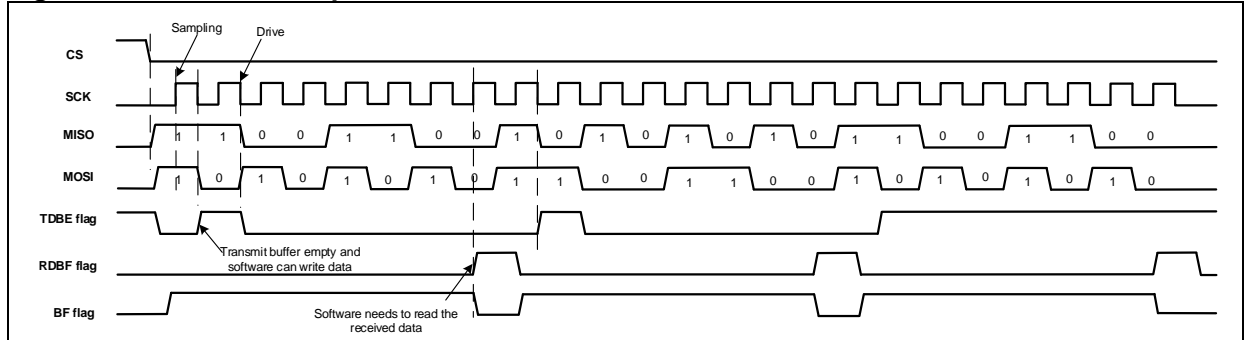 Sampling
Drive
CS
SCK
MISO
1 1 0 0 1 1 0 0 1 0 1 0 1 0 1 0 1 1 0 0 1 1 0 0
MOSI
1 0 1 0 1 0 1 0 1 1 0 0 1 1 0 0 1 0 1 0 1 0 1 0
TDBE flag
Transmit buffer empty and
software can write data
RDBF flag
Software needs to read the
received data
BF flag